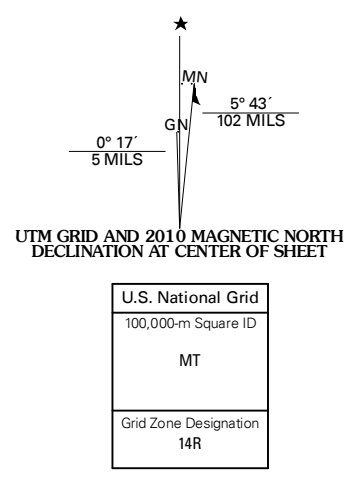 MN
5° 43´
102 MILS
GN
0° 17´
5 MILS
UTM GRID AND 2010 MAGNETIC NORTH
DECLINATION AT CENTER OF SHEET
U.S. National Grid
100,000-m Square ID
MT
Grid Zone Designation
14R